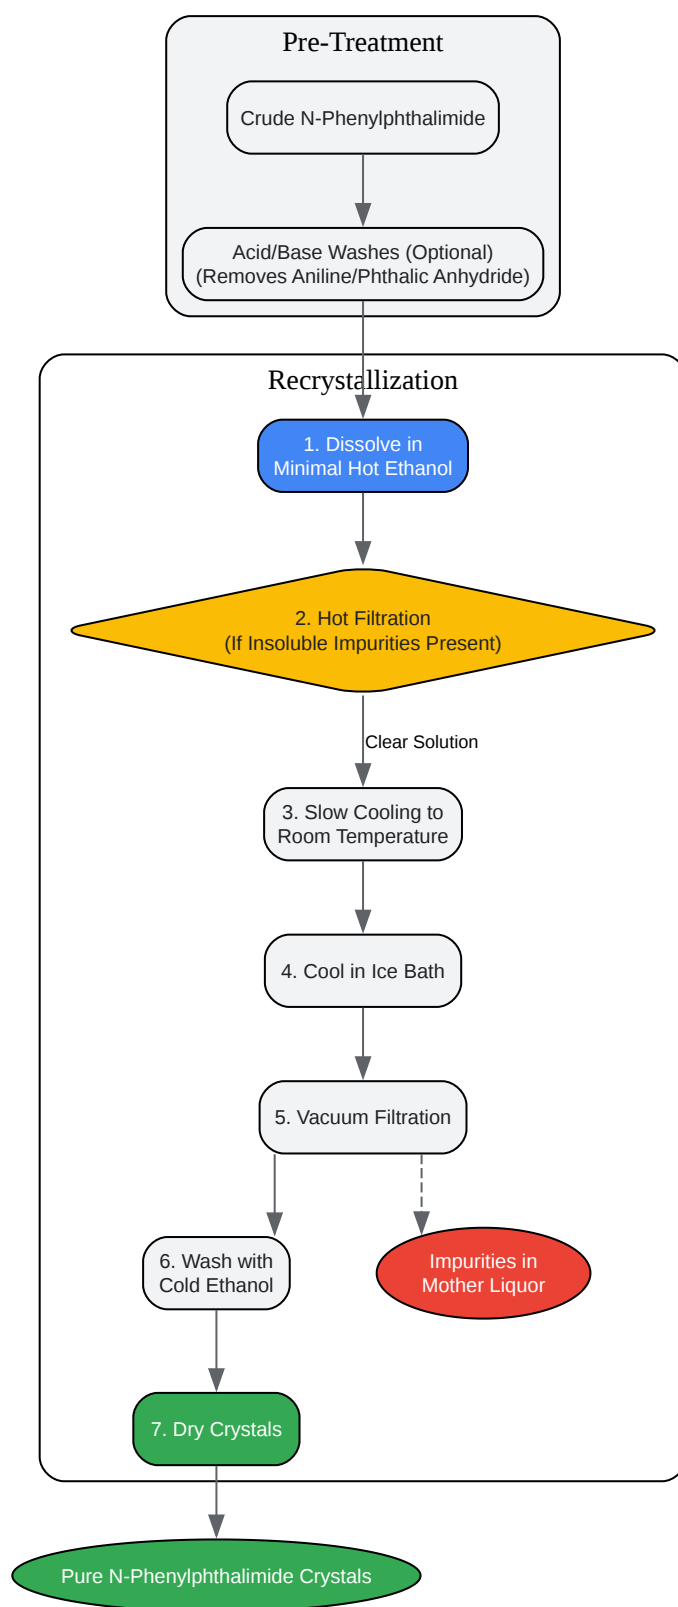 Pre-Treatment
Crude N-Phenylphthalimide
Acid/Base Washes (Optional)
(Removes Aniline/Phthalic Anhydride)
Recrystallization
1. Dissolve in
Minimal Hot Ethanol
2. Hot Filtration
(If Insoluble Impurities Present)
Clear Solution
3. Slow Cooling to
Room Temperature
4. Cool in Ice Bath
5. Vacuum Filtration
6. Wash with
Cold Ethanol
Impurities in
Mother Liquor
7. Dry Crystals
Pure N-Phenylphthalimide Crystals